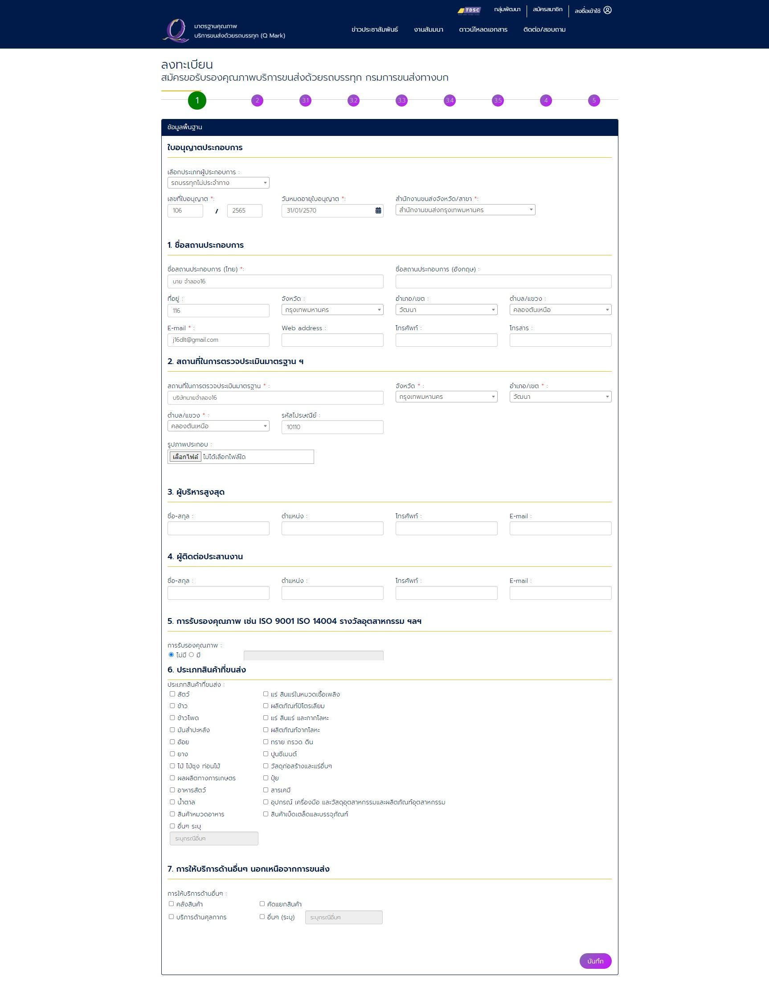 TDSC กลุ่มพัฒนา สมัครสมาชิก ลงชื่อเข้าใช้
มาตรฐานคุณภาพ
บริการขนส่งด้วยรถบรรทุก (Q Mark)
ข่าวประชาสัมพันธ์ งานสัมมนา ดาวน์โหลดเอกสาร ติดต่อ/สอบถาม
ลงทะเบียน
สมัครขอรับรองคุณภาพบริการขนส่งด้วยรถบรรทุก กรมการขนส่งทางบก
1 2 3.1 3.2 3.3 3.4 3.5 4 5
ข้อมูลพื้นฐาน
ใบอนุญาตประกอบการ
เลือกประเภทผู้ประกอบการ :
รถบรรทุกไม่ประจำทาง
เลขที่ใบอนุญาต *: วันหมดอายุใบอนุญาต *: สำนักงานขนส่งจังหวัด/สาขา *:
106 / 2565 31/01/2570 สำนักงานขนส่งกรุงเทพมหานคร
1. ชื่อสถานประกอบการ
ชื่อสถานประกอบการ (ไทย) *: ชื่อสถานประกอบการ (อังกฤษ) :
นาย จำลอง16
ที่อยู่ : จังหวัด : อำเภอ/เขต : ตำบล/แขวง :
116 กรุงเทพมหานคร วัฒนา คลองตันเหนือ
E-mail * : Web address : โทรศัพท์ : โทรสาร :
j16dlt@gmail.com
2. สถานที่ในการตรวจประเมินมาตรฐาน ฯ
สถานที่ในการตรวจประเมินมาตรฐาน * : จังหวัด * : อำเภอ/เขต * :
บริษัทนายจำลอง16 กรุงเทพมหานคร วัฒนา
ตำบล/แขวง * : รหัสไปรษณีย์ :
คลองตันเหนือ 10110
รูปภาพประกอบ :
เลือกไฟล์ ไม่ได้เลือกไฟล์ใด
3. ผู้บริหารสูงสุด
ชื่อ-สกุล : ตำแหน่ง : โทรศัพท์ : E-mail :
4. ผู้ติดต่อประสานงาน
ชื่อ-สกุล : ตำแหน่ง : โทรศัพท์ : E-mail :
5. การรับรองคุณภาพ เช่น ISO 9001 ISO 14004 รางวัลอุตสาหกรรม ฯลฯ
การรับรองคุณภาพ :
ไม่มี มี
6. ประเภทสินค้าที่ขนส่ง
ประเภทสินค้าที่ขนส่ง :
สัตว์ แร่ สินแร่ในหมวดเชื้อเพลิง
ข้าว ผลิตภัณฑ์ปิโตรเลียม
ข้าวโพด แร่ สินแร่ และกากโลหะ
มันสำปะหลัง ผลิตภัณฑ์จากโลหะ
อ้อย ทราย กรวด ดิน
ยาง ปูนซีเมนต์
ไม้ ไม้ซุง ท่อนไม้ วัสดุก่อสร้างและแร่อื่นๆ
ผลผลิตทางการเกษตร ปุ๋ย
อาหารสัตว์ สารเคมี
น้ำตาล อุปกรณ์ เครื่องมือ และวัสดุอุตสาหกรรมและผลิตภัณฑ์อุตสาหกรรม
สินค้าหมวดอาหาร สินค้าเบ็ดเตล็ดและบรรจุภัณฑ์
อื่นๆ ระบุ
ระบุกรณีอื่นๆ
7. การให้บริการด้านอื่นๆ นอกเหนือจากการขนส่ง
การให้บริการด้านอื่นๆ :
คลังสินค้า คัดแยกสินค้า
บริการด้านศุลกากร อื่นๆ (ระบุ) ระบุกรณีอื่นๆ
บันทึก